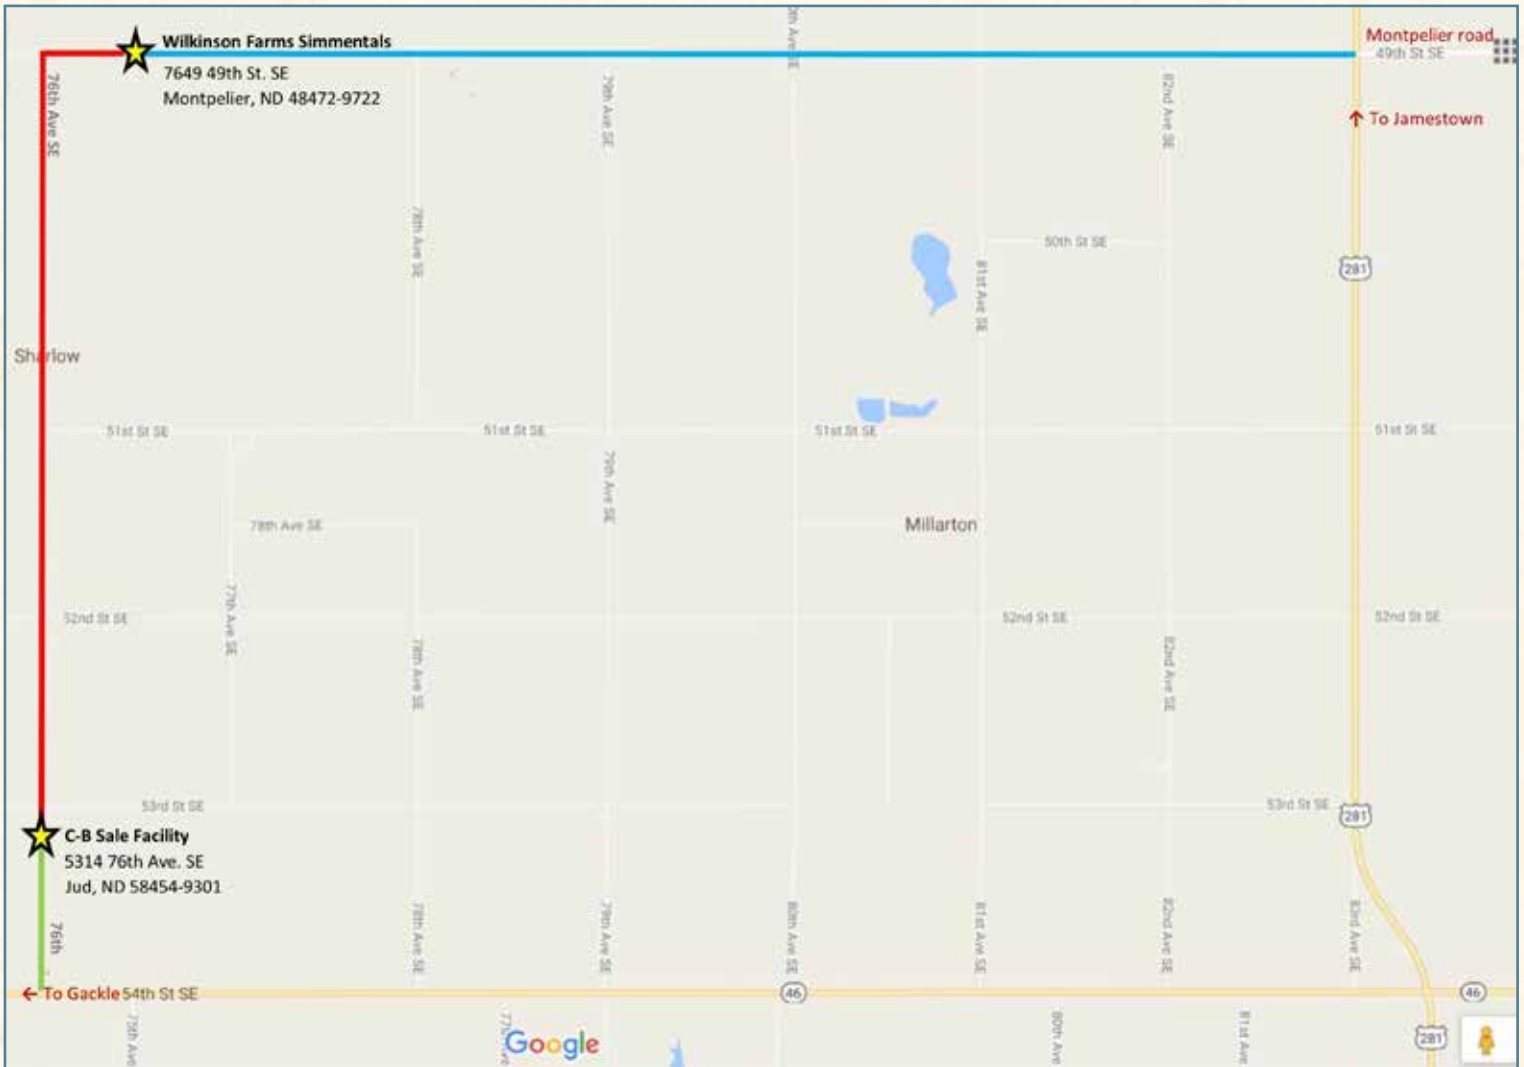 Wilkinson Farms Simmentals
7649 49th St. SE
Montpelier, ND 48472-9722
Montpelier road
49th St SE
↑ To Jamestown
76th Ave SE
79th Ave SE
82nd Ave SE
78th Ave SE
50th St SE
81st Ave SE
281
Sharlow
51st St SE
51st St SE
51st St SE
51st St SE
79th Ave SE
78th Ave SE
Millarton
77th Ave SE
52nd St SE
52nd St SE
52nd St SE
78th Ave SE
82nd Ave SE
53rd St SE
53rd St SE
281
C-B Sale Facility
5314 76th Ave. SE
Jud, ND 58454-9301
76th
78th Ave SE
79th Ave SE
80th Ave SE
81st Ave SE
82nd Ave SE
83rd Ave SE
← To Gackle 54th St SE
46
46
75th Ave
Google
80th Ave
81st Ave
281